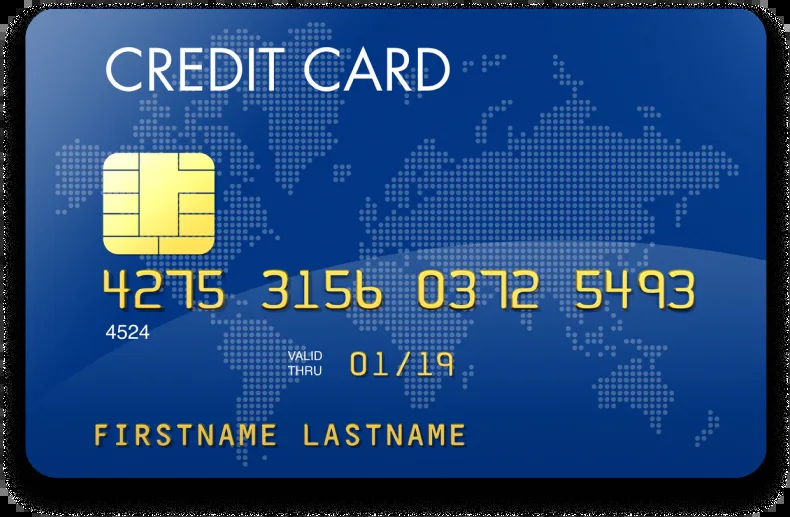 CREDIT CARD
4275 3156 0372 5493
4524
VALID
THRU 01/19
FIRSTNAME LASTNAME